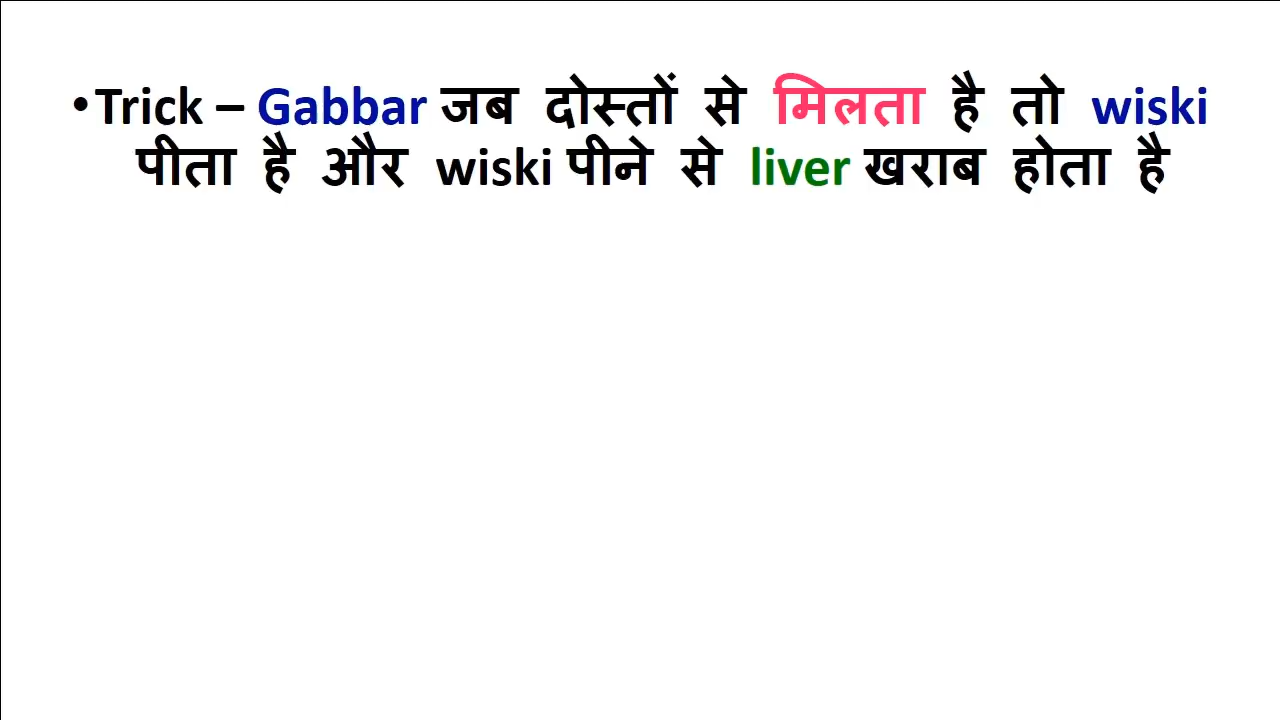 •Trick – Gabbar जब दोस्तों से मिलता है तो wiski
पीता है और wiski पीने से liver खराब होता है